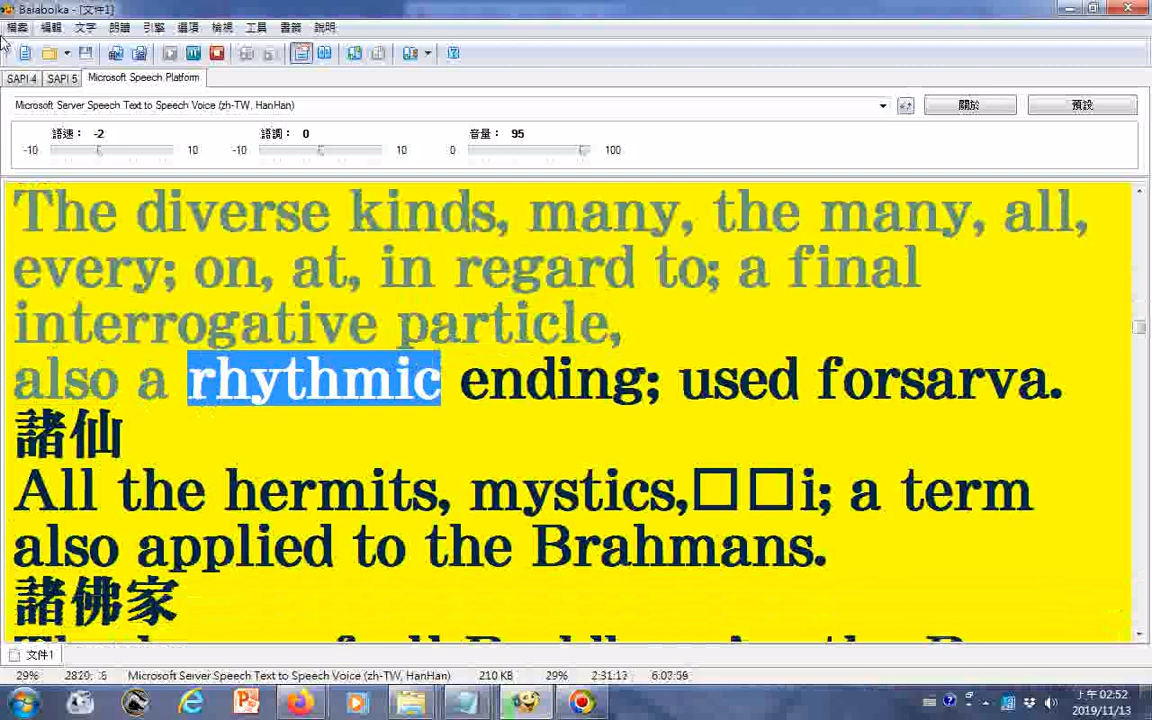 Balabolka - [文件1]
檔案 編輯 文字 朗讀 引擎 選項 檢視 工具 書籤 說明
SAPI 4 SAPI 5 Microsoft Speech Platform
Microsoft Server Speech Text to Speech Voice (zh-TW, HanHan) 關於 預設
語速： -2 語調： 0 音量： 95
-10 10 -10 10 0 100
The diverse kinds, many, the many, all,
every; on, at, in regard to; a final
interrogative particle,
also a rhythmic ending; used forsarva.
諸仙
All the hermits, mystics,□□i; a term
also applied to the Brahmans.
諸佛家
文件1
29% Microsoft Server Speech Text to Speech Voice (zh-TW, HanHan) 210 KB 29% 2:31:13 6:03:59
上午 02:52
2019/11/13